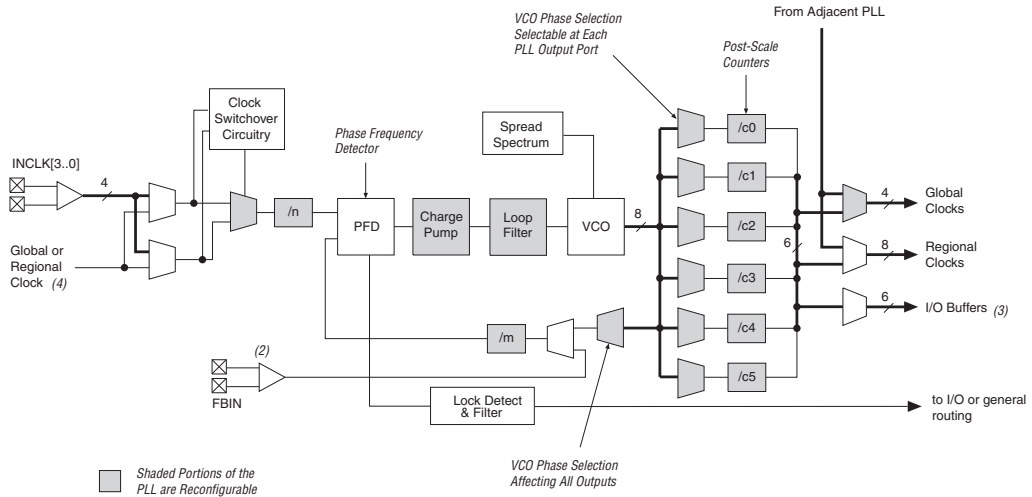 From Adjacent PLL
VCO Phase Selection
Selectable at Each
PLL Output Port
Post-Scale
Counters
Clock
Switchover
Circuitry
Phase Frequency
Detector
Spread
Spectrum
INCLK[3..0]
4
/n
PFD
Charge
Pump
Loop
Filter
VCO
8
/c0
/c1
/c2
/c3
/c4
/c5
6
4
Global
Clocks
8
Regional
Clocks
6
I/O Buffers (3)
Global or
Regional
Clock (4)
/m
(2)
FBIN
Lock Detect
& Filter
to I/O or general
routing
VCO Phase Selection
Affecting All Outputs
Shaded Portions of the
PLL are Reconfigurable